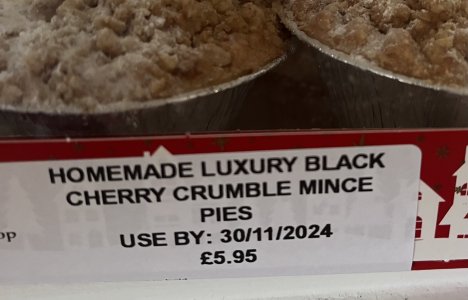 HOMEMADE LUXURY BLACK
CHERRY CRUMBLE MINCE
PIES
USE BY: 30/11/2024
£5.95